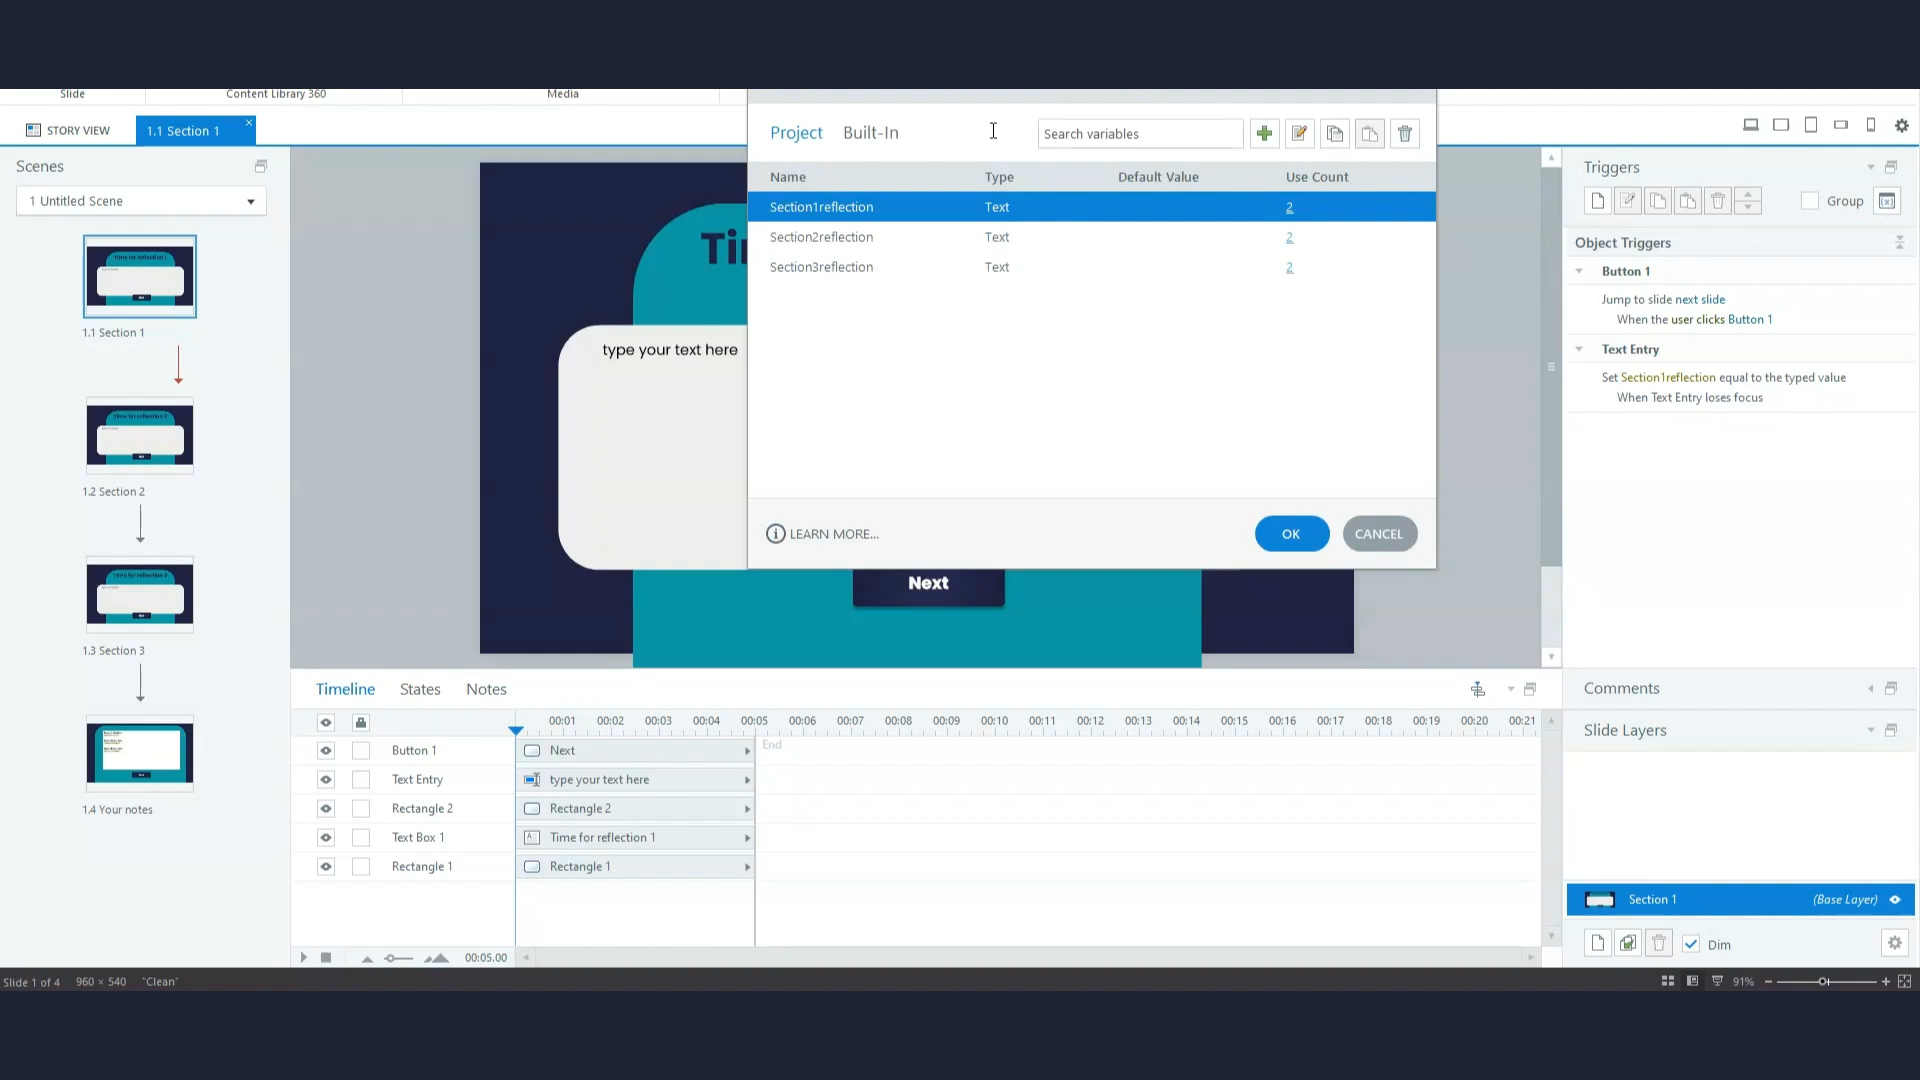 Slide
Content Library 360
Media
STORY VIEW
1.1 Section 1
Scenes
1 Untitled Scene
1.1 Section 1
1.2 Section 2
1.3 Section 3
1.4 Your notes
Project
Built-In
Search variables
Name Type Default Value Use Count
Section1reflection Text 2
Section2reflection Text 2
Section3reflection Text 2
LEARN MORE...
OK
CANCEL
type your text here
Next
Triggers
Group
Object Triggers
Button 1
Jump to slide next slide
When the user clicks Button 1
Text Entry
Set Section1reflection equal to the typed value
When Text Entry loses focus
Timeline States Notes
00:01 00:02 00:03 00:04 00:05 00:06 00:07 00:08 00:09 00:10 00:11 00:12 00:13 00:14 00:15 00:16 00:17 00:18 00:19 00:20 00:21
Button 1 Next End
Text Entry type your text here
Rectangle 2 Rectangle 2
Text Box 1 Time for reflection 1
Rectangle 1 Rectangle 1
00:05.00
Comments
Slide Layers
Section 1 (Base Layer)
Dim
Slide 1 of 4 960 × 540 "Clean" 91%